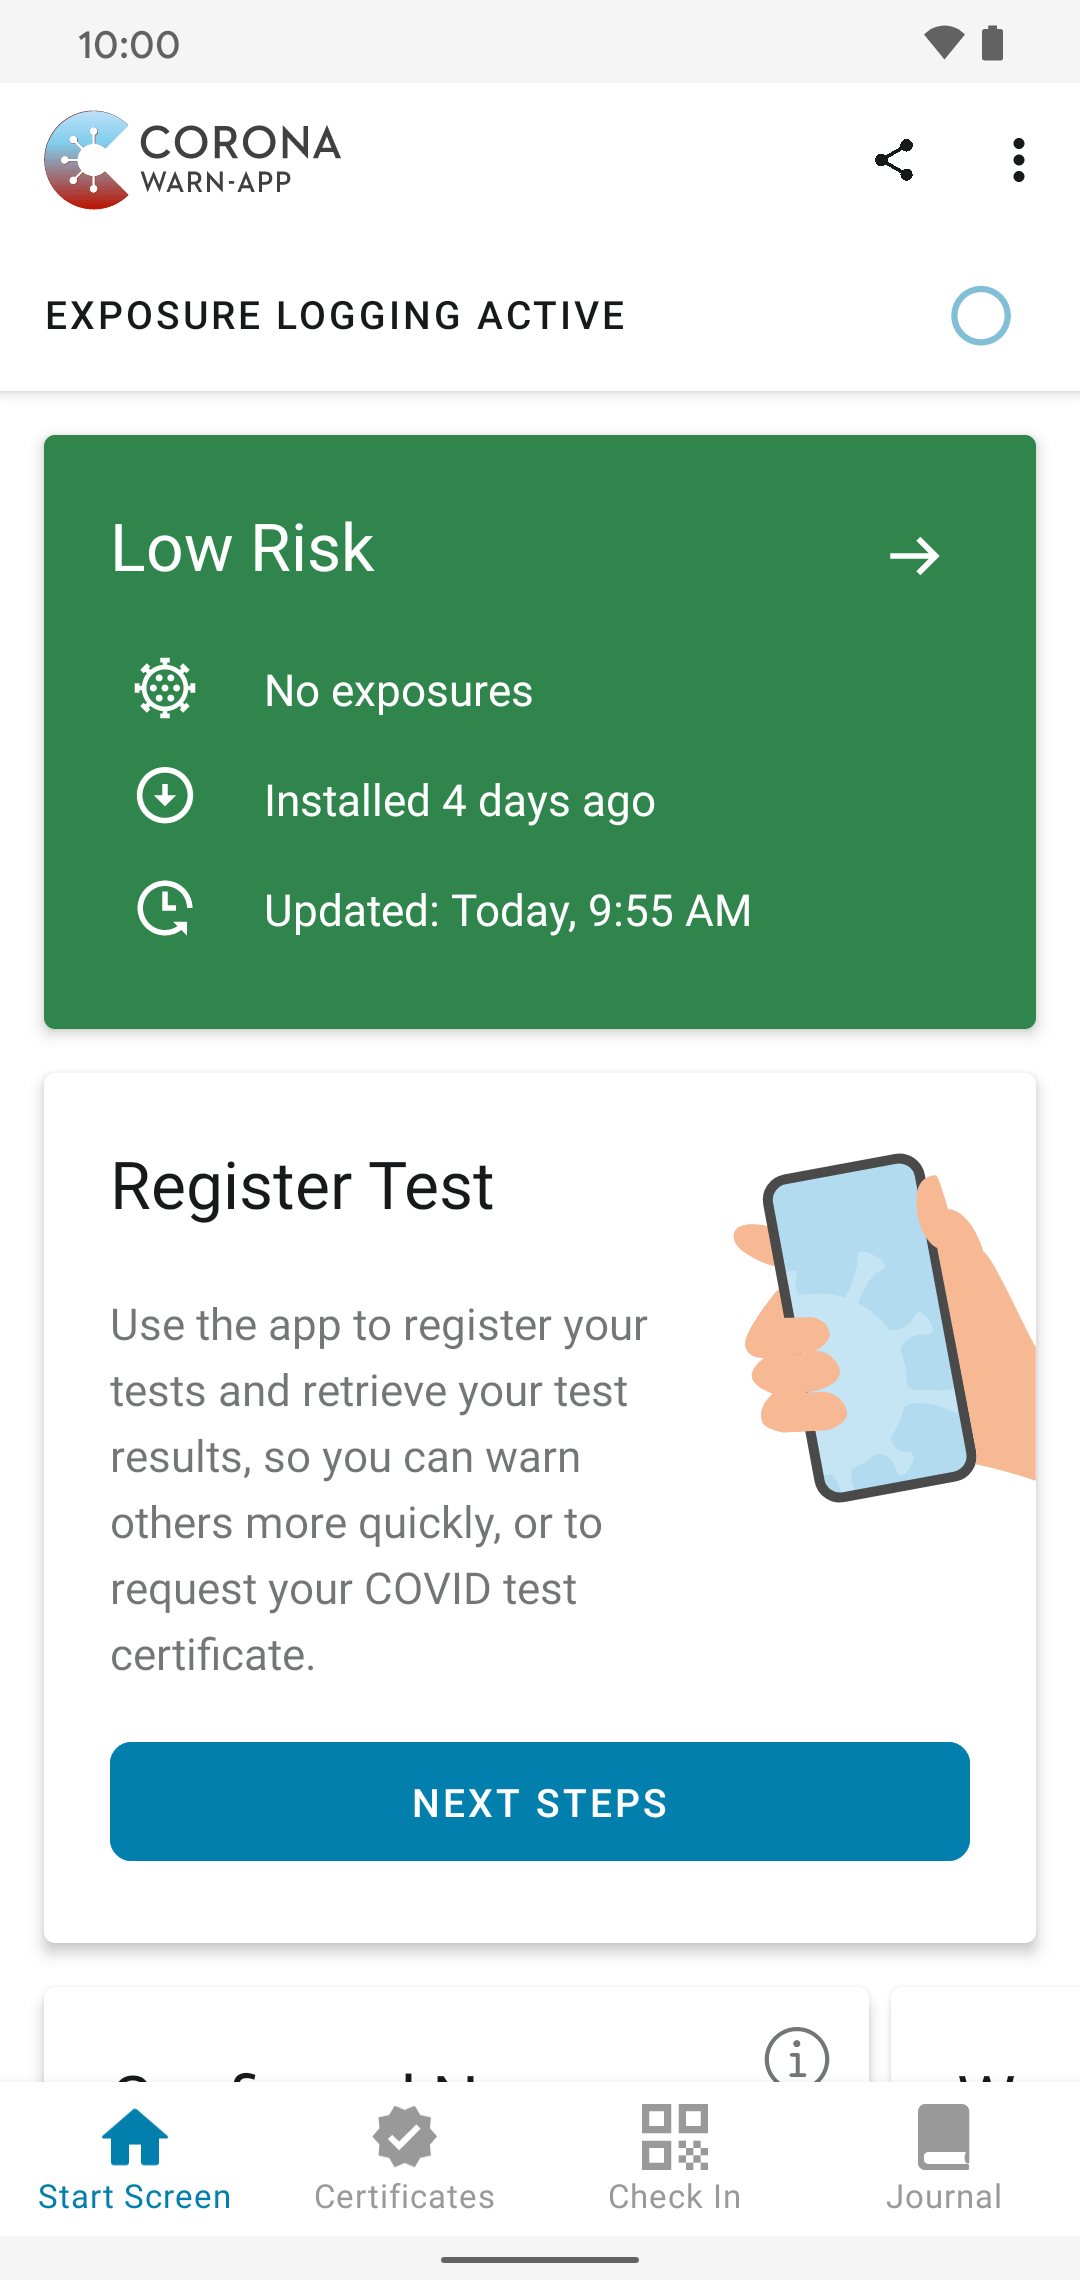 10:00
CORONA
WARN-APP
EXPOSURE LOGGING ACTIVE
Low Risk
No exposures
Installed 4 days ago
Updated: Today, 9:55 AM
Register Test
Use the app to register your
tests and retrieve your test
results, so you can warn
others more quickly, or to
request your COVID test
certificate.
NEXT STEPS
Start Screen
Certificates
Check In
Journal